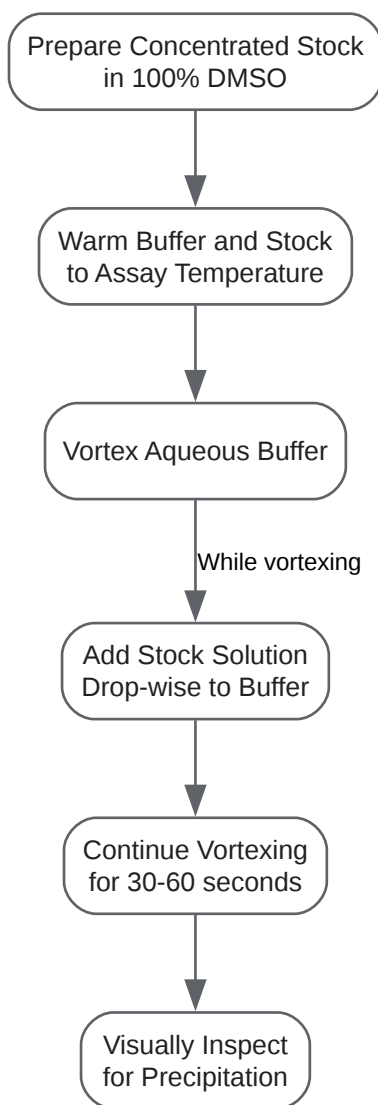 Prepare Concentrated Stock
in 100% DMSO
Warm Buffer and Stock
to Assay Temperature
Vortex Aqueous Buffer
While vortexing
Add Stock Solution
Drop-wise to Buffer
Continue Vortexing
for 30-60 seconds
Visually Inspect
for Precipitation